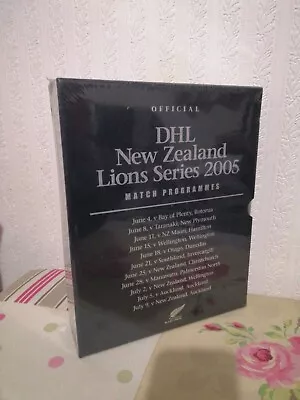 OFFICIAL
DHL
New Zealand
Lions Series 2005
MATCH PROGRAMMES
June 4, v Bay of Plenty, Rotorua
June 8, v Taranaki, New Plymouth
June 11, v NZ Maori, Hamilton
June 15, v Wellington, Wellington
June 18, v Otago, Dunedin
June 21, v Southland, Invercargill
June 25, v New Zealand, Christchurch
June 28, v Manawatu, Palmerston North
July 2, v New Zealand, Wellington
July 5, v Auckland, Auckland
July 9, v New Zealand, Auckland